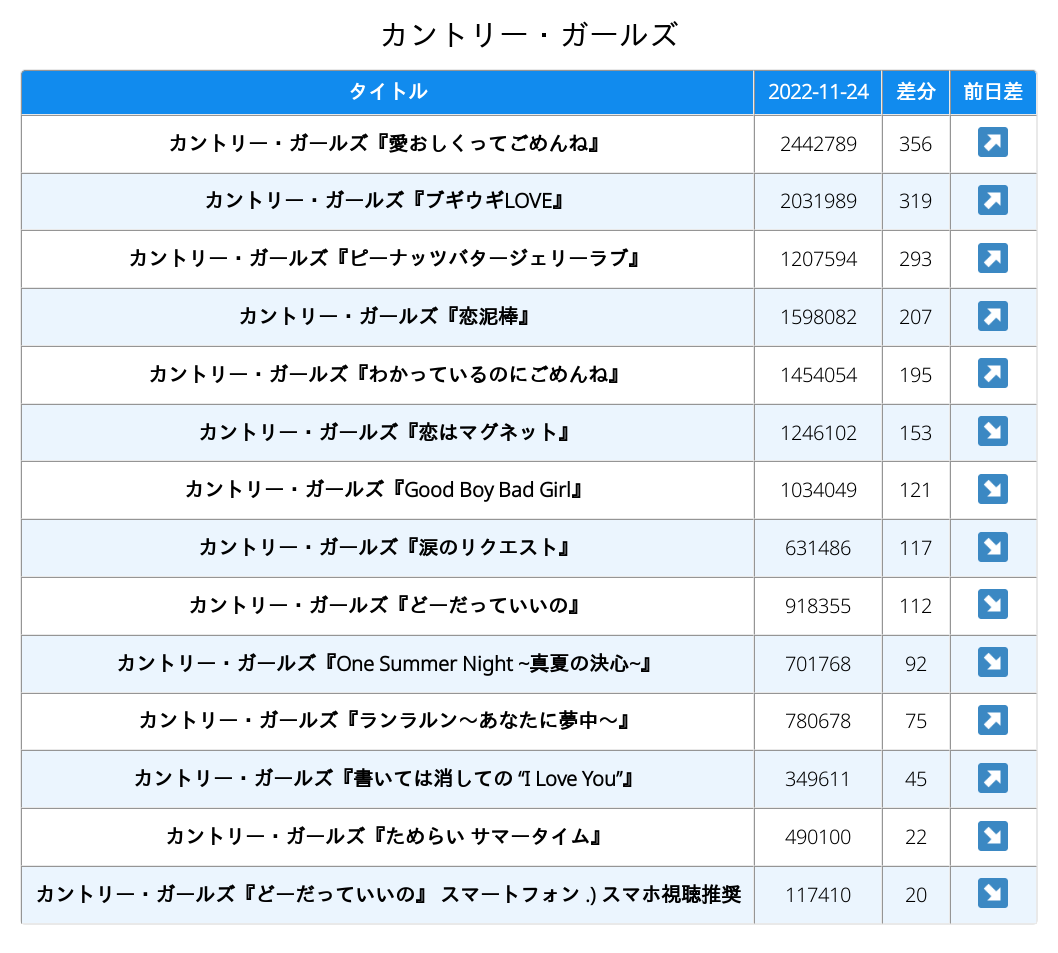 カントリー・ガールズ
タイトル 2022-11-24 差分 前日差
カントリー・ガールズ『愛おしくってごめんね』 2442789 356
カントリー・ガールズ『ブギウギLOVE』 2031989 319
カントリー・ガールズ『ピーナッツバタージェリーラブ』 1207594 293
カントリー・ガールズ『恋泥棒』 1598082 207
カントリー・ガールズ『わかっているのにごめんね』 1454054 195
カントリー・ガールズ『恋はマグネット』 1246102 153
カントリー・ガールズ『Good Boy Bad Girl』 1034049 121
カントリー・ガールズ『涙のリクエスト』 631486 117
カントリー・ガールズ『どーだっていいの』 918355 112
カントリー・ガールズ『One Summer Night ~真夏の決心~』 701768 92
カントリー・ガールズ『ランラルン～あなたに夢中～』 780678 75
カントリー・ガールズ『書いては消しての “I Love You”』 349611 45
カントリー・ガールズ『ためらい サマータイム』 490100 22
カントリー・ガールズ『どーだっていいの』 スマートフォン .) スマホ視聴推奨 117410 20